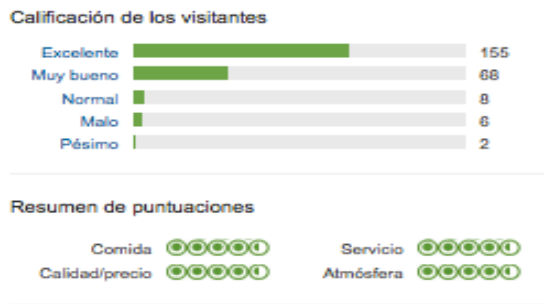 Calificación de los visitantes
Excelente 155
Muy bueno 68
Normal 8
Malo 6
Pésimo 2
Resumen de puntuaciones
Comida Servicio
Calidad/precio Atmósfera